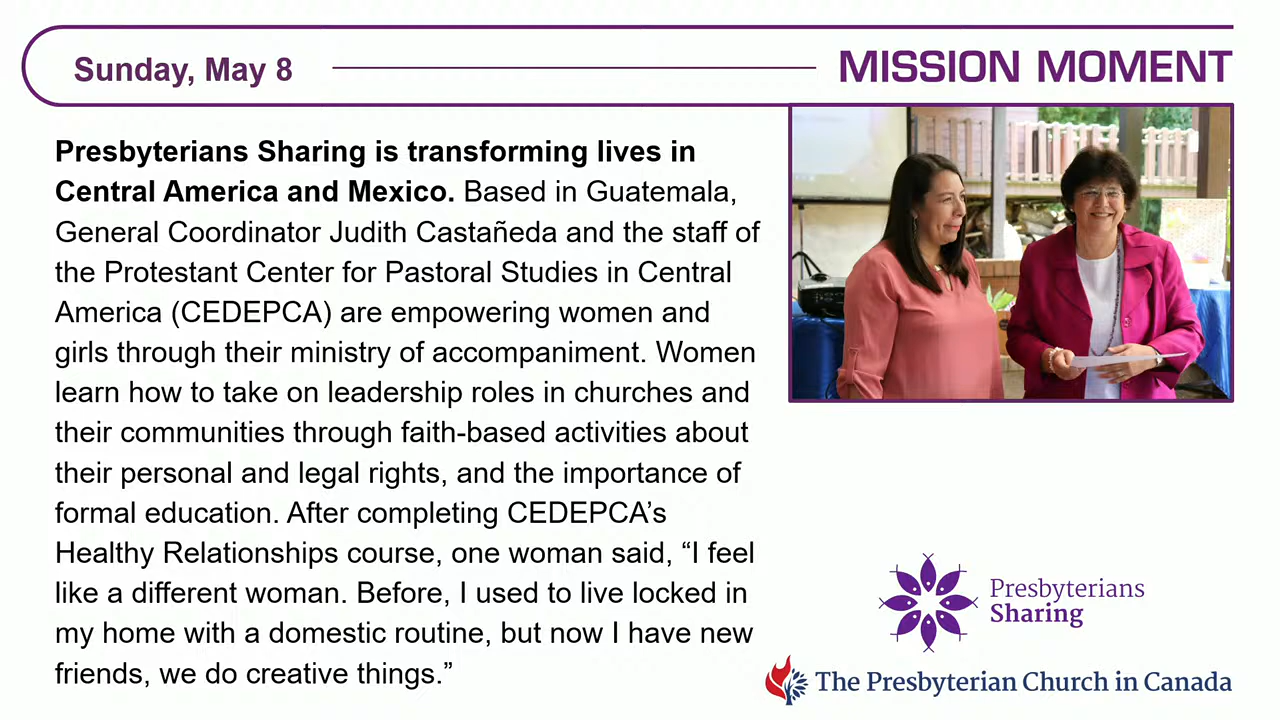 Sunday, May 8
MISSION MOMENT
Presbyterians Sharing is transforming lives in
Central America and Mexico. Based in Guatemala,
General Coordinator Judith Castañeda and the staff of
the Protestant Center for Pastoral Studies in Central
America (CEDEPCA) are empowering women and
girls through their ministry of accompaniment. Women
learn how to take on leadership roles in churches and
their communities through faith-based activities about
their personal and legal rights, and the importance of
formal education. After completing CEDEPCA’s
Healthy Relationships course, one woman said, “I feel
like a different woman. Before, I used to live locked in
my home with a domestic routine, but now I have new
friends, we do creative things.”
Presbyterians
Sharing
The Presbyterian Church in Canada